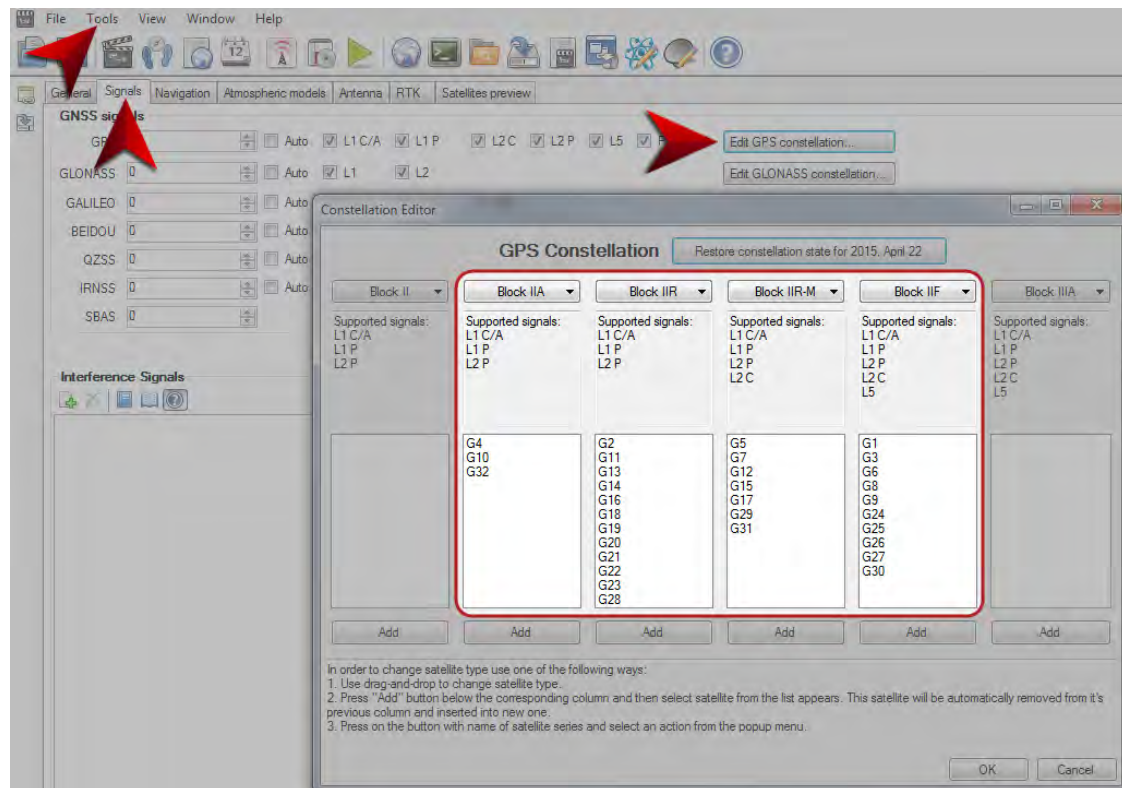 File Tools View Window Help
12
General Signals Navigation Atmospheric models Antenna RTK Satellites preview
GNSS
Auto L1 C/A L1 P L2 C L2 P L5 Edit GPS constellation...
GLONASS 0 Auto L1 L2 Edit GLONASS constellation...
GALILEO 0 Auto
BEIDOU 0 Auto
QZSS 0 Auto
IRNSS 0 Auto
SBAS 0
Interference Signals
Constellation Editor
GPS Constellation Restore constellation state for 2015, April 22
Block II Block IIA Block IIR Block IIR-M Block IIF Block IIIA
Supported signals: Supported signals: Supported signals: Supported signals: Supported signals: Supported signals:
L1 C/A L1 C/A L1 C/A L1 C/A L1 C/A L1 C/A
L1 P L1 P L1 P L1 P L1 P L1 P
L2 P L2 P L2 P L2 P L2 P L2 P
L2 C L2 C L2 C
L5 L5
G4 G2 G5 G1
G10 G11 G7 G3
G32 G13 G12 G6
G14 G15 G8
G16 G17 G9
G18 G29 G24
G19 G31 G25
G20 G26
G21 G27
G22 G30
G23
G28
Add Add Add Add Add Add
In order to change satellite type use one of the following ways:
1. Use drag-and-drop to change satellite type.
2. Press "Add" button below the corresponding column and then select satellite from the list appears. This satellite will be automatically removed from it's
previous column and inserted into new one.
3. Press on the button with name of satellite series and select an action from the popup menu.
OK Cancel